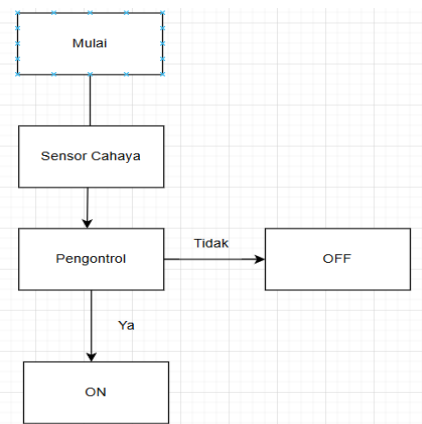 Mulai
Sensor Cahaya
Pengontrol
Tidak
OFF
Ya
ON